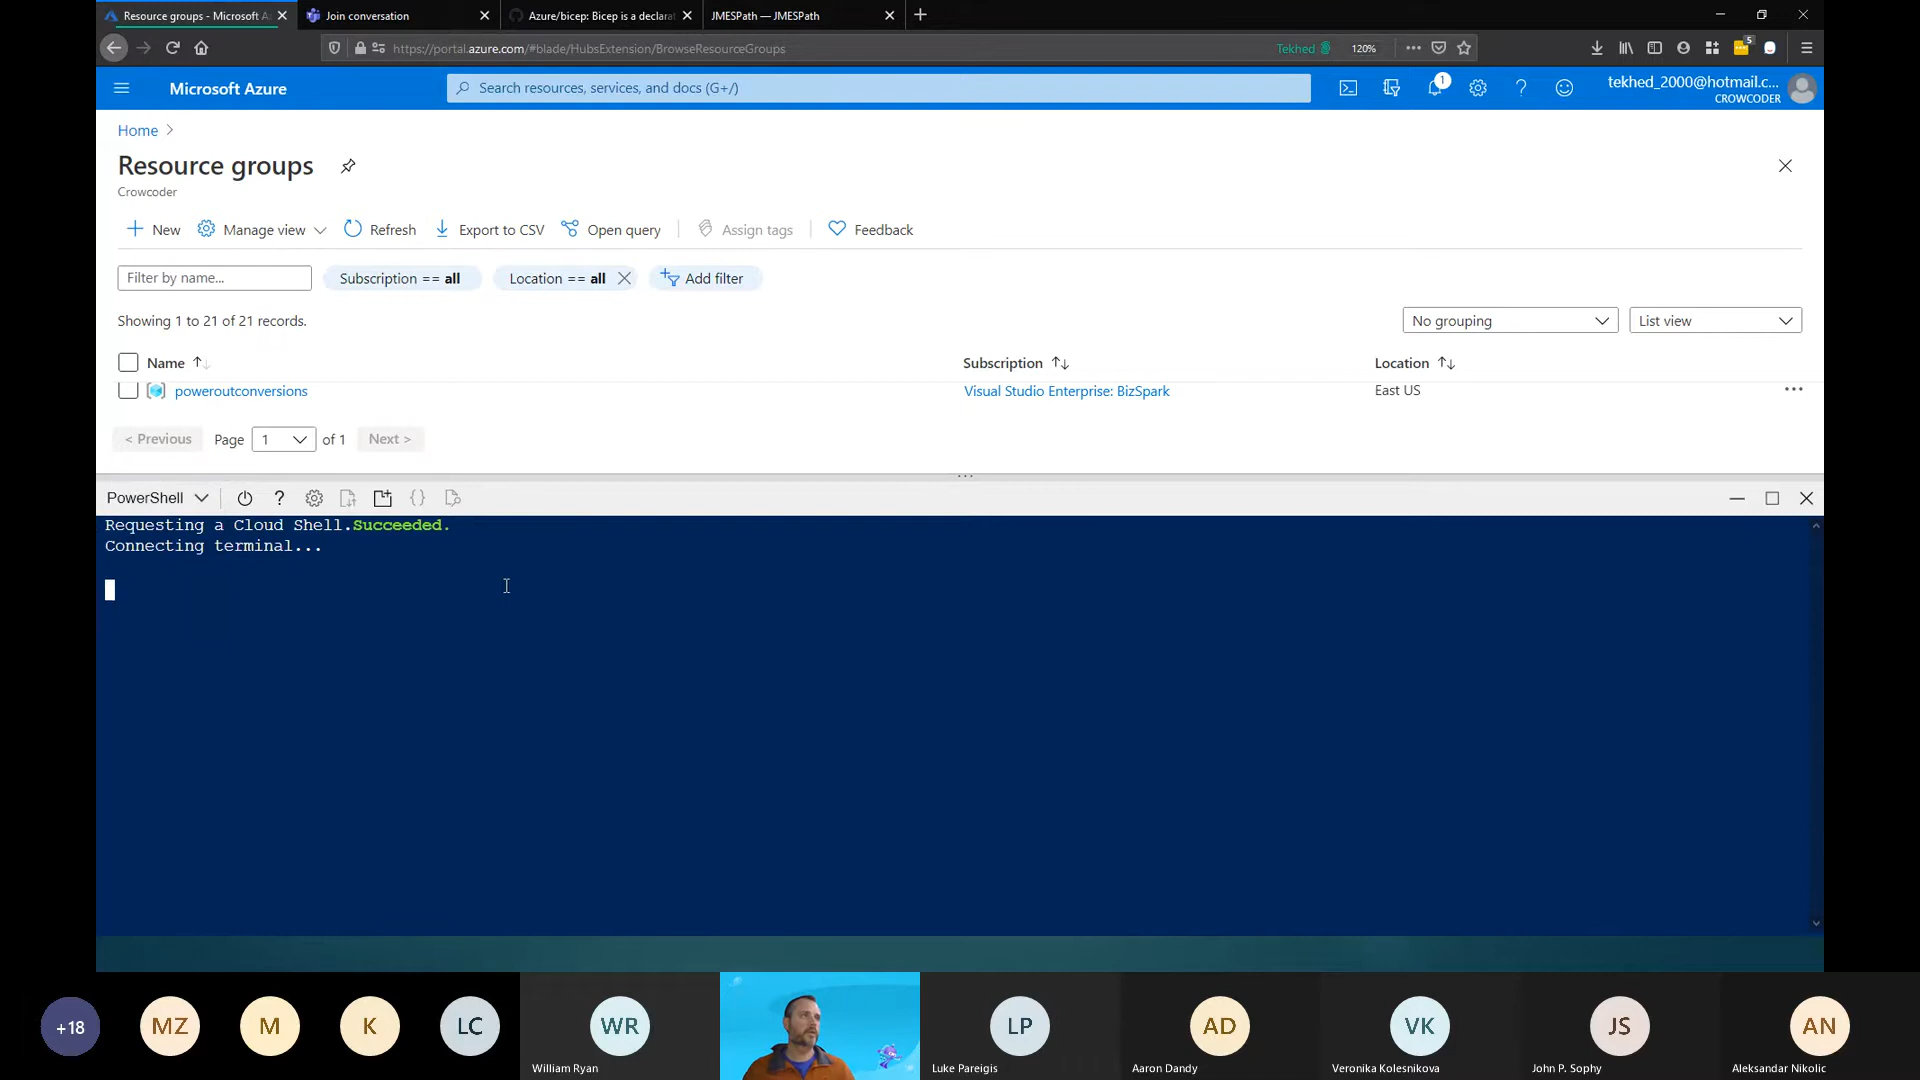 Resource groups - Microsoft A
Join conversation
Azure/bicep: Bicep is a declarat
JMESPath — JMESPath
https://portal.azure.com/#blade/HubsExtension/BrowseResourceGroups
Tekhed
120%
5
Microsoft Azure
Search resources, services, and docs (G+/)
1
tekhed_2000@hotmail.c...
CROWCODER
Home
Resource groups
Crowcoder
New
Manage view
Refresh
Export to CSV
Open query
Assign tags
Feedback
Filter by name...
Subscription == all
Location == all
Add filter
Showing 1 to 21 of 21 records.
No grouping
List view
Name
Subscription
Location
poweroutconversions
Visual Studio Enterprise: BizSpark
East US
< Previous
Page
1
of 1
Next >
PowerShell
Requesting a Cloud Shell.Succeeded.
Connecting terminal...
+18
MZ
M
K
LC
WR
William Ryan
LP
Luke Pareigis
AD
Aaron Dandy
VK
Veronika Kolesnikova
JS
John P. Sophy
AN
Aleksandar Nikolic